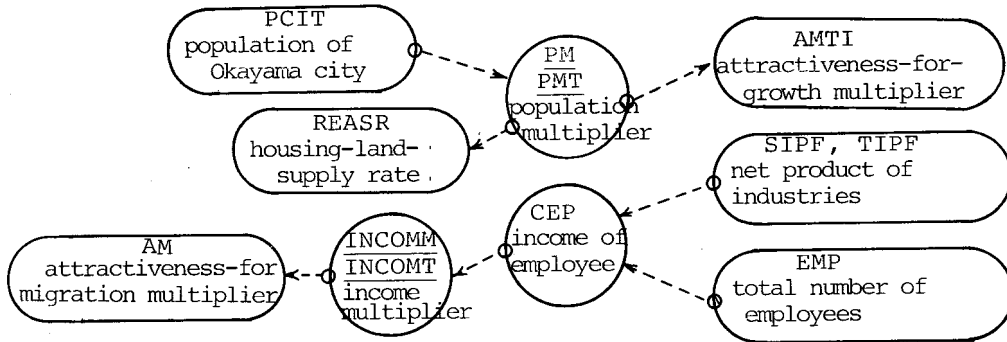 PCIT
population of
Okayama city
PM
PMT
population
multiplier
AMTI
attractiveness-for-
growth multiplier
REASR
housing-land-
supply rate
SIPF, TIPF
net product of
industries
CEP
income of
employee
INCOMM
INCOMT
income
multiplier
AM
attractiveness-for
migration multiplier
EMP
total number of
employees